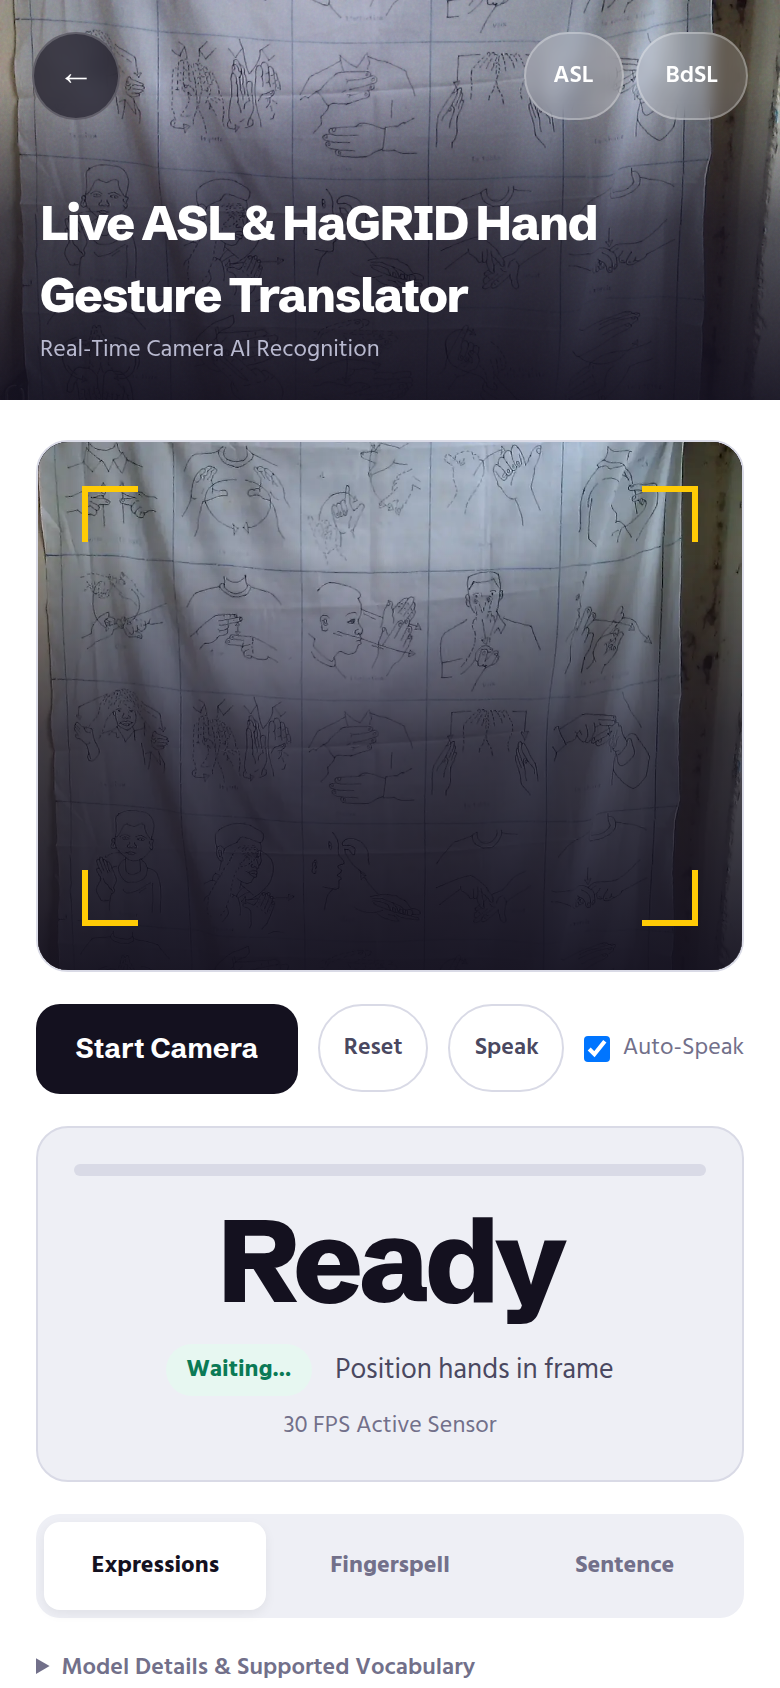 ←
ASL
BdSL
Live ASL & HaGRID Hand
Gesture Translator
Real-Time Camera AI Recognition
Start Camera
Reset
Speak
Auto-Speak
Ready
Waiting...
Position hands in frame
30 FPS Active Sensor
Expressions
Fingerspell
Sentence
Model Details & Supported Vocabulary